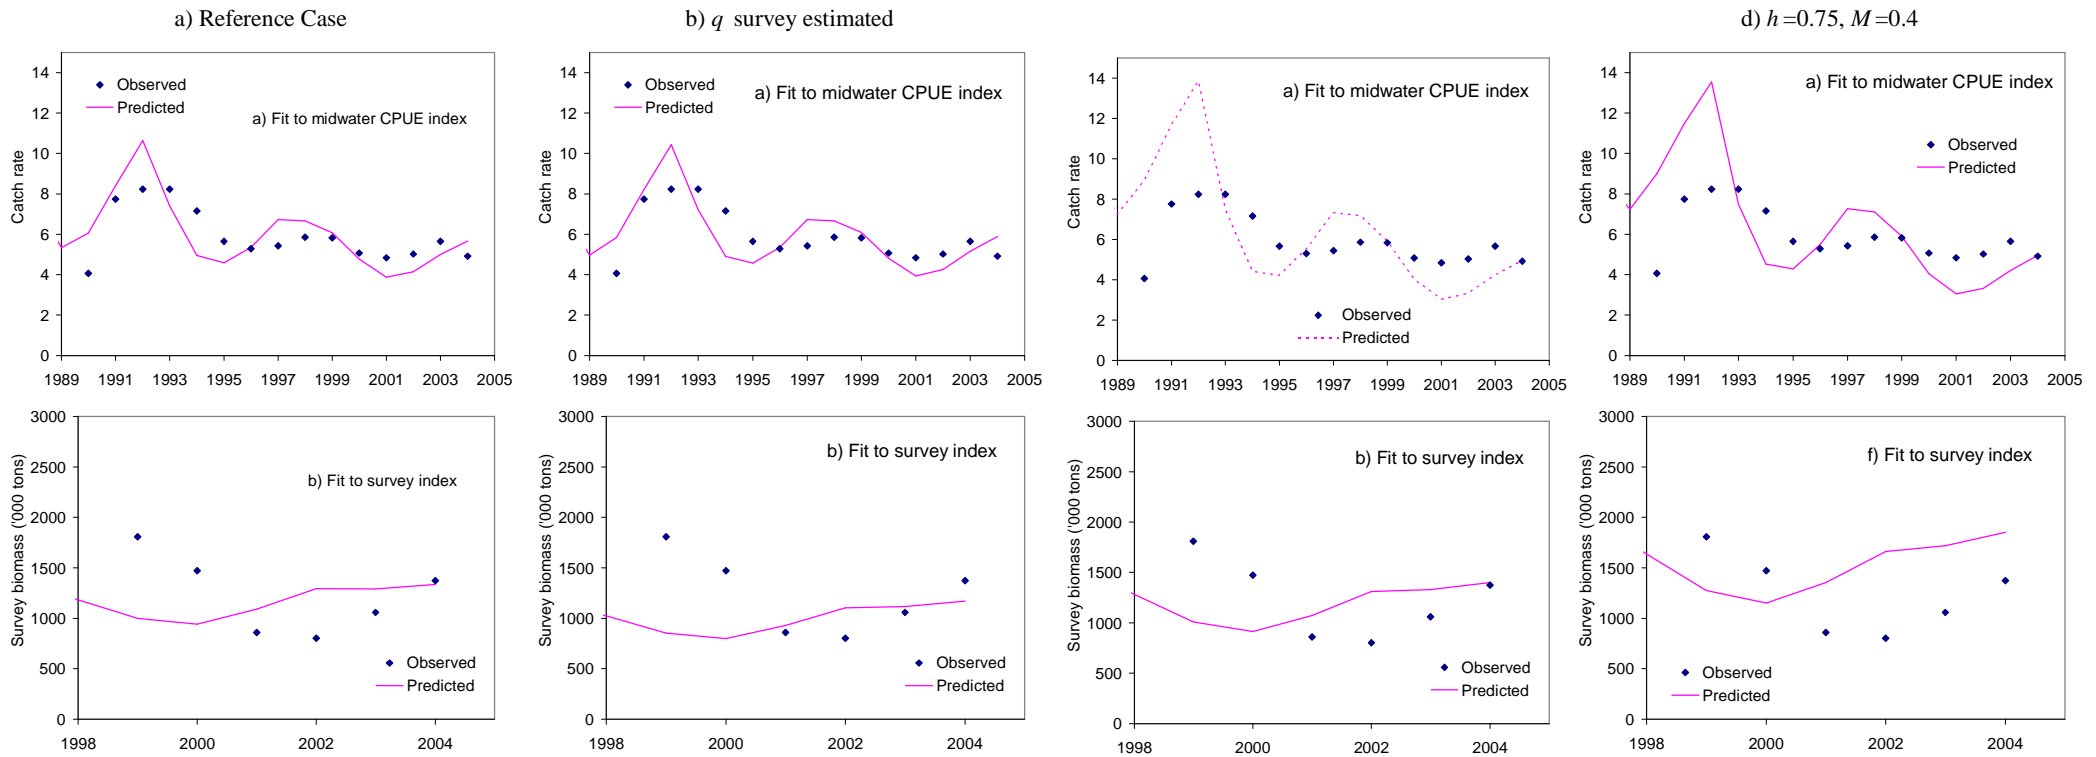 a) Reference Case
b) q survey estimated
d) h=0.75, M=0.4
14
12
10
8
6
4
2
0
Catch rate
Observed
Predicted
a) Fit to midwater CPUE index
1989 1991 1993 1995 1997 1999 2001 2003 2005
14
12
10
8
6
4
2
0
Catch rate
Observed
Predicted
a) Fit to midwater CPUE index
1989 1991 1993 1995 1997 1999 2001 2003 2005
14
12
10
8
6
4
2
0
Catch rate
a) Fit to midwater CPUE index
Observed
Predicted
1989 1991 1993 1995 1997 1999 2001 2003 2005
14
12
10
8
6
4
2
0
Catch rate
a) Fit to midwater CPUE index
Observed
Predicted
1989 1991 1993 1995 1997 1999 2001 2003 2005
3000
2500
2000
1500
1000
500
0
Survey biomass ('000 tons)
b) Fit to survey index
Observed
Predicted
1998 2000 2002 2004
3000
2500
2000
1500
1000
500
0
Survey biomass ('000 tons)
b) Fit to survey index
Observed
Predicted
1998 2000 2002 2004
3000
2500
2000
1500
1000
500
0
Survey biomass ('000 tons)
b) Fit to survey index
Observed
Predicted
1998 2000 2002 2004
3000
2500
2000
1500
1000
500
0
Survey biomass ('000 tons)
f) Fit to survey index
Observed
Predicted
1998 2000 2002 2004